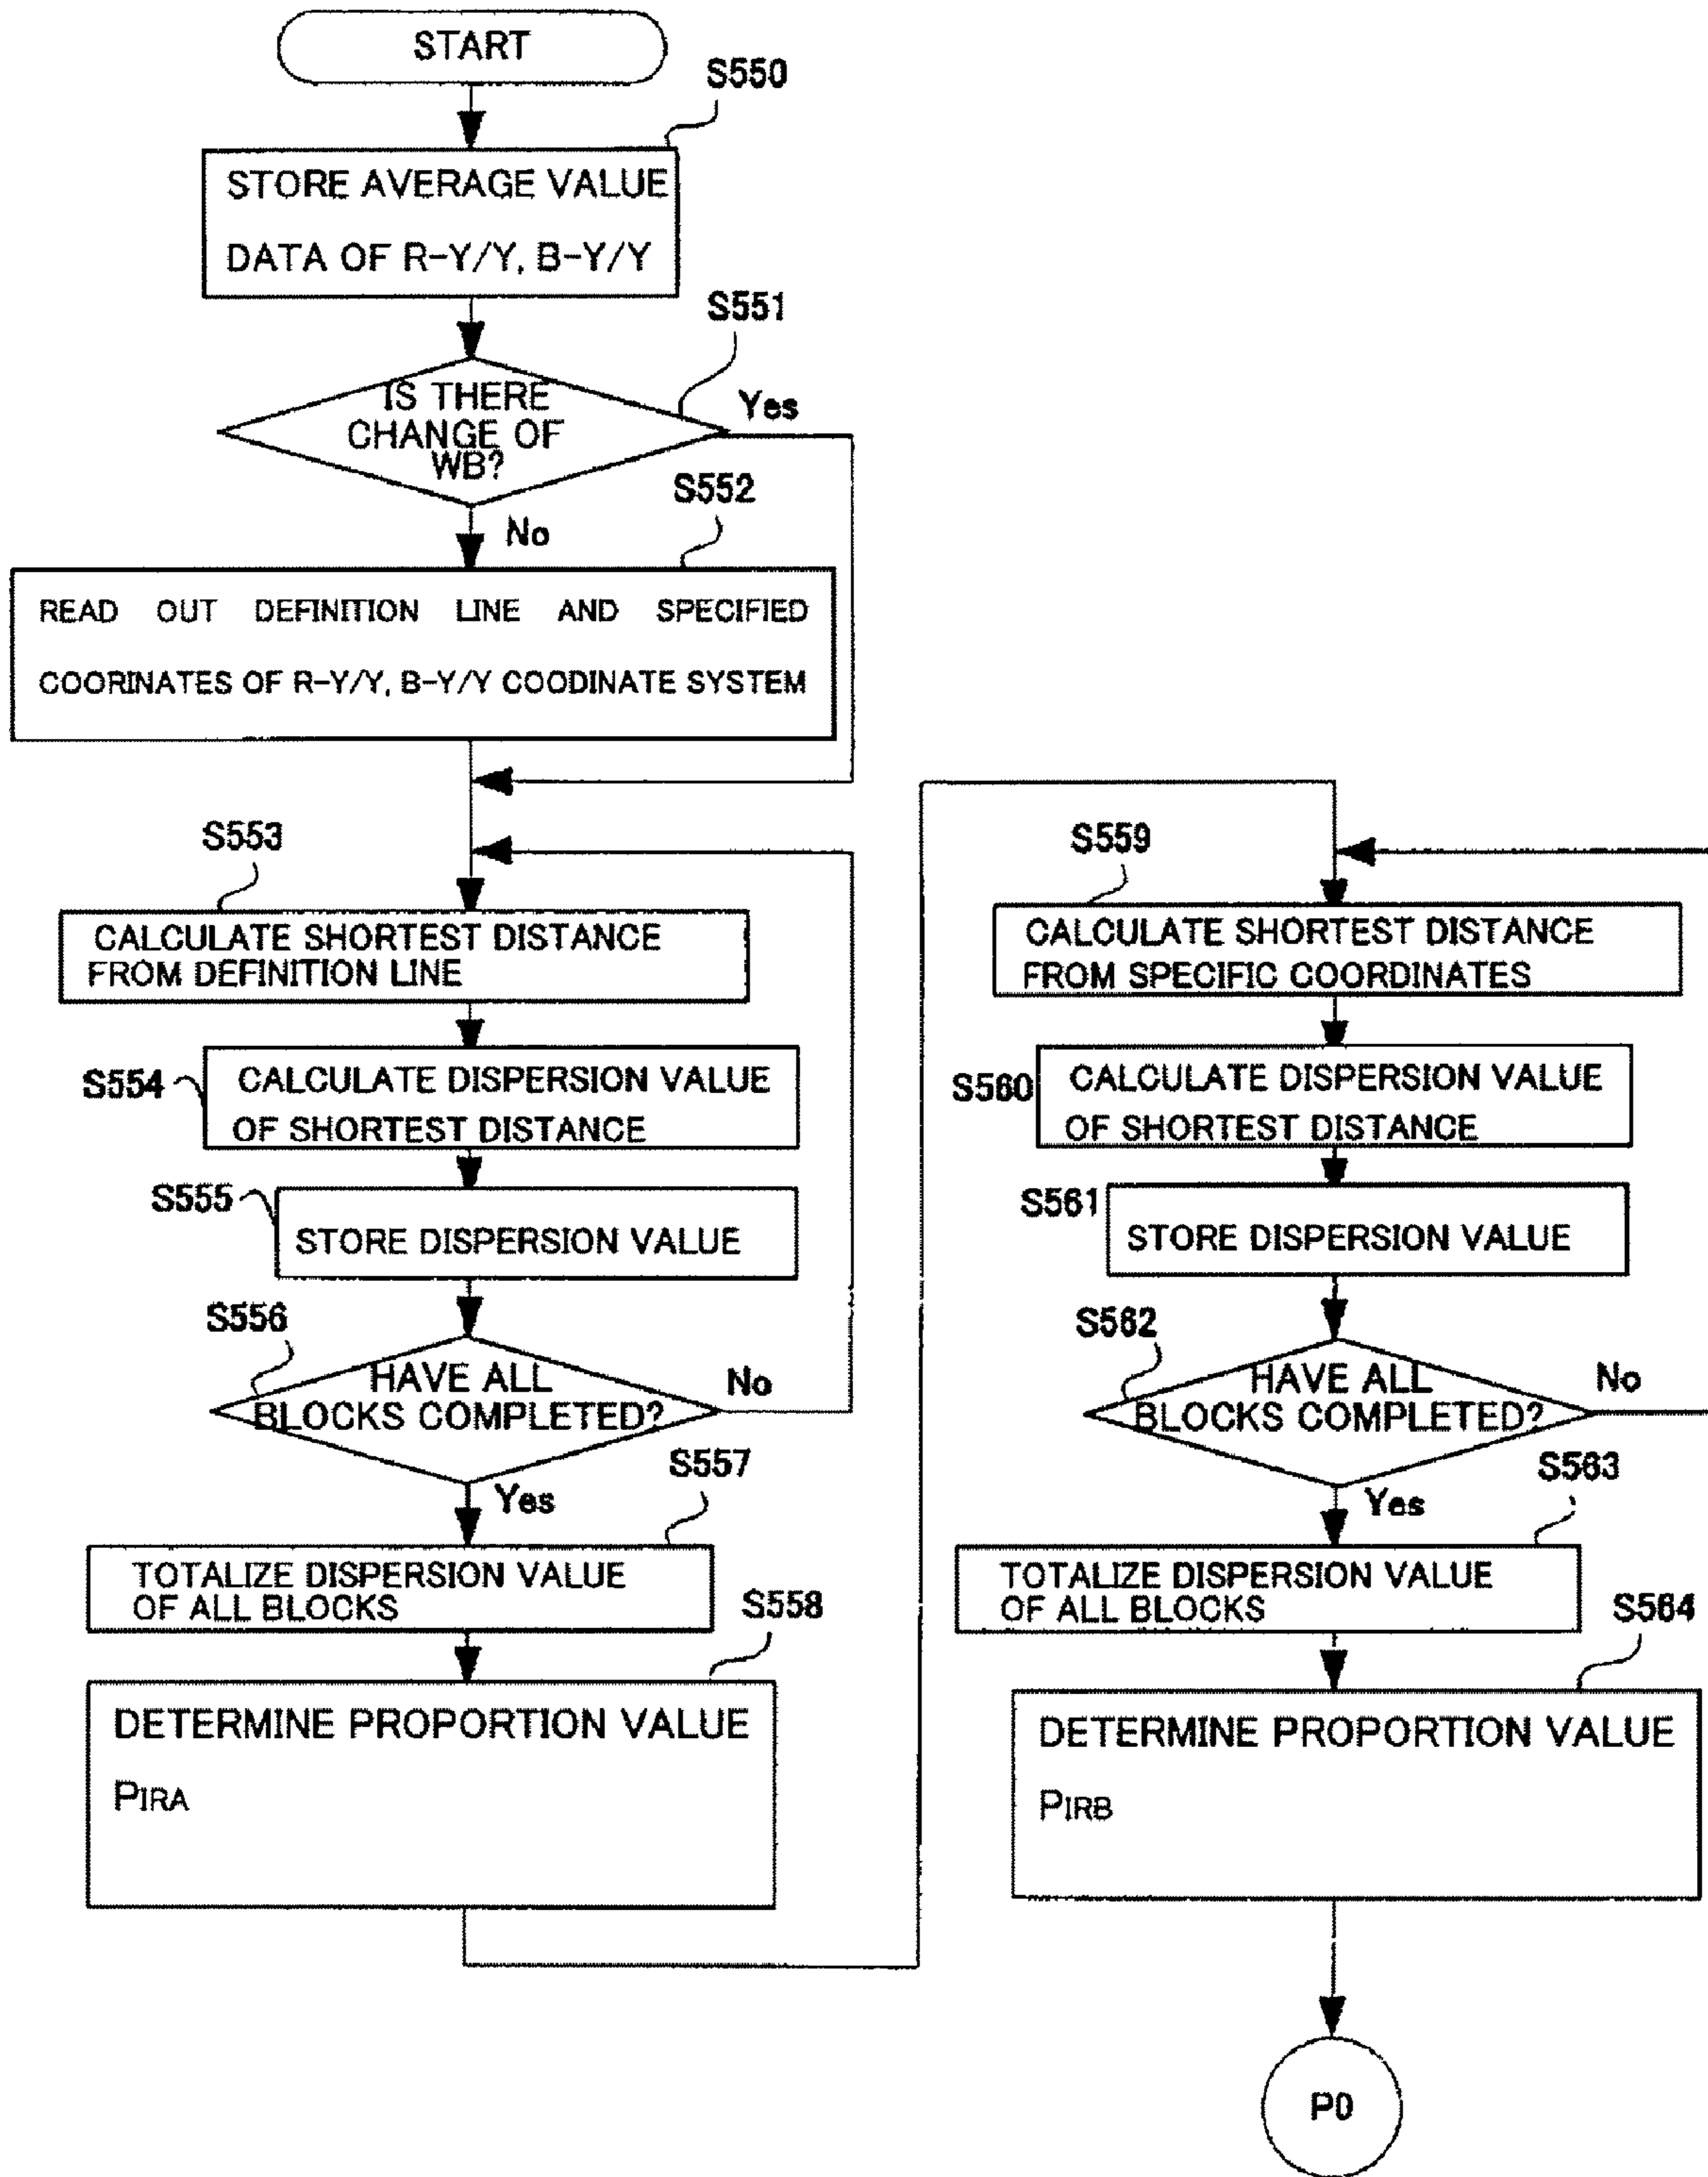 START
S550
STORE AVERAGE VALUE
DATA OF R-Y/Y, B-Y/Y
S551
IS THERE
CHANGE OF
WB?
Yes
No
S552
READ OUT DEFINITION LINE AND SPECIFIED
COORINATES OF R-Y/Y, B-Y/Y COODINATE SYSTEM
S553
CALCULATE SHORTEST DISTANCE
FROM DEFINITION LINE
S554
CALCULATE DISPERSION VALUE
OF SHORTEST DISTANCE
S555
STORE DISPERSION VALUE
S556
HAVE ALL
BLOCKS COMPLETED?
No
Yes
S557
TOTALIZE DISPERSION VALUE
OF ALL BLOCKS
S558
DETERMINE PROPORTION VALUE
PIRA
S559
CALCULATE SHORTEST DISTANCE
FROM SPECIFIC COORDINATES
S560
CALCULATE DISPERSION VALUE
OF SHORTEST DISTANCE
S561
STORE DISPERSION VALUE
S562
HAVE ALL
BLOCKS COMPLETED?
No
Yes
S563
TOTALIZE DISPERSION VALUE
OF ALL BLOCKS
S564
DETERMINE PROPORTION VALUE
PIRB
P0